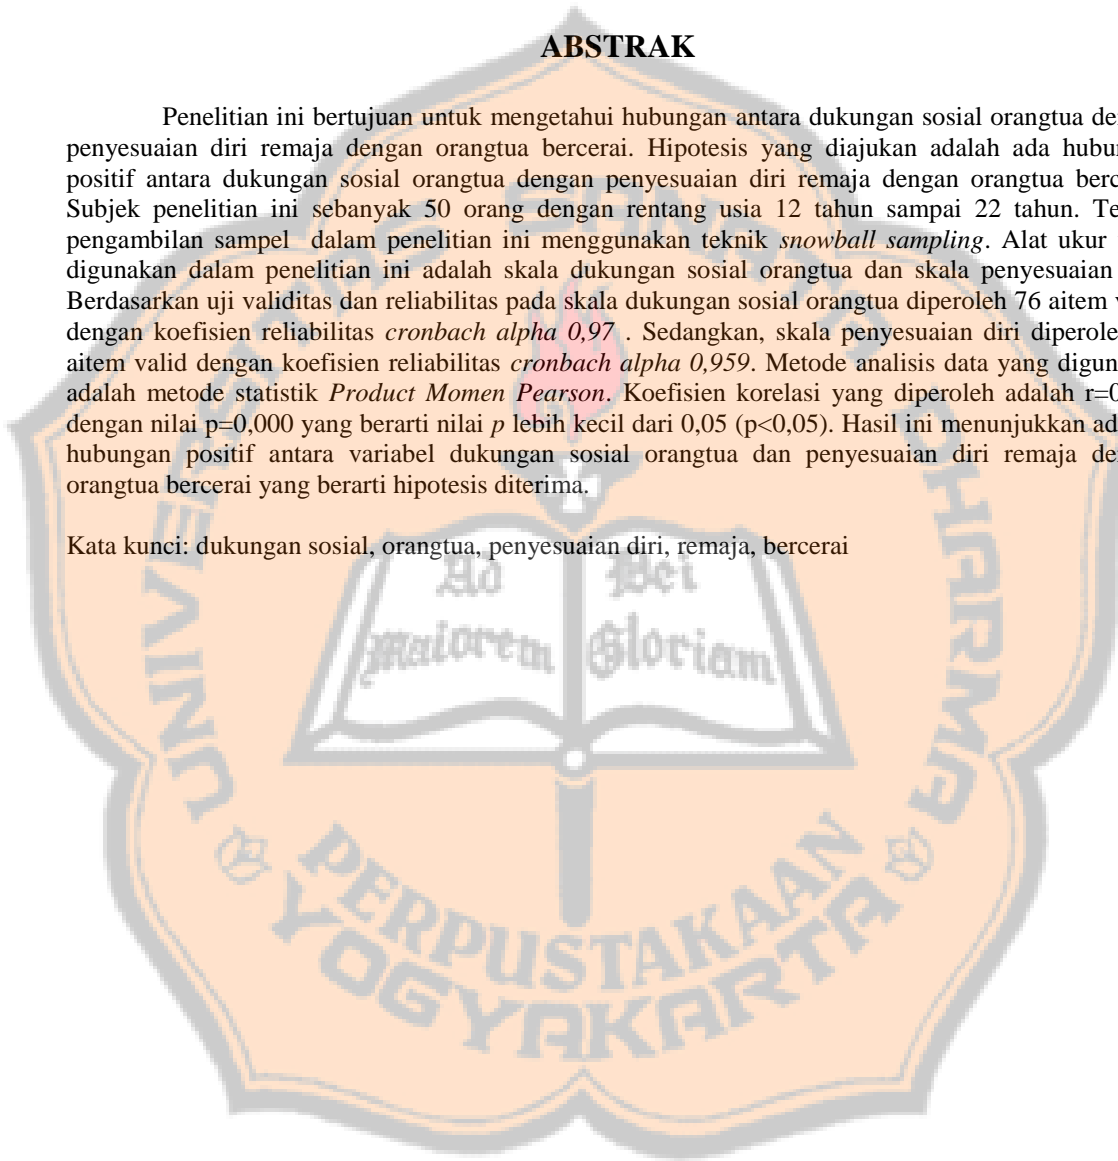 ABSTRAK
Penelitian ini bertujuan untuk mengetahui hubungan antara dukungan sosial orangtua de
penyesuaian diri remaja dengan orangtua bercerai. Hipotesis yang diajukan adalah ada hubu
positif antara dukungan sosial orangtua dengan penyesuaian diri remaja dengan orangtua berc
Subjek penelitian ini sebanyak 50 orang dengan rentang usia 12 tahun sampai 22 tahun. Te
pengambilan sampel dalam penelitian ini menggunakan teknik snowball sampling. Alat ukur
digunakan dalam penelitian ini adalah skala dukungan sosial orangtua dan skala penyesuaian
Berdasarkan uji validitas dan reliabilitas pada skala dukungan sosial orangtua diperoleh 76 aitem v
dengan koefisien reliabilitas cronbach alpha 0,97 . Sedangkan, skala penyesuaian diri diperole
aitem valid dengan koefisien reliabilitas cronbach alpha 0,959. Metode analisis data yang digun
adalah metode statistik Product Momen Pearson. Koefisien korelasi yang diperoleh adalah r=0
dengan nilai p=0,000 yang berarti nilai p lebih kecil dari 0,05 (p<0,05). Hasil ini menunjukkan ad
hubungan positif antara variabel dukungan sosial orangtua dan penyesuaian diri remaja de
orangtua bercerai yang berarti hipotesis diterima.
Kata kunci: dukungan sosial, orangtua, penyesuaian diri, remaja, bercerai
UNIVERSITAS SANATA DHARMA
Ad Dei
maiorem Gloriam
PERPUSTAKAAN
YOGYAKARTA